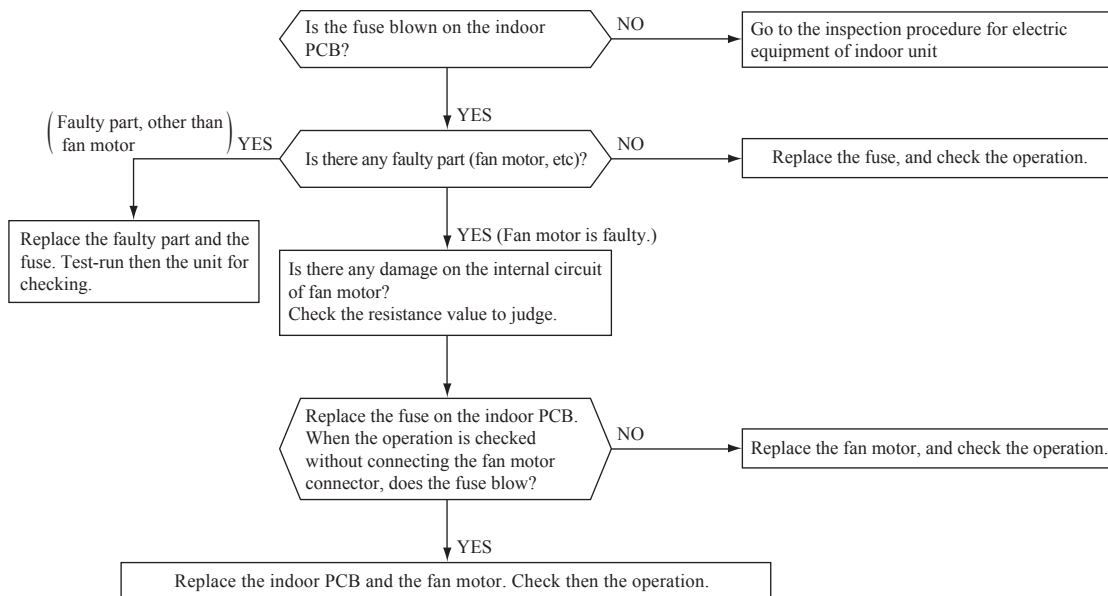 Is the fuse blown on the indoor
PCB?
NO
Go to the inspection procedure for electric
equipment of indoor unit
YES
(Faulty part, other than
fan motor)
YES
Is there any faulty part (fan motor, etc)?
NO
Replace the fuse, and check the operation.
Replace the faulty part and the
fuse. Test-run then the unit for
checking.
YES (Fan motor is faulty.)
Is there any damage on the internal circuit
of fan motor?
Check the resistance value to judge.
Replace the fuse on the indoor PCB.
When the operation is checked
without connecting the fan motor
connector, does the fuse blow?
NO
Replace the fan motor, and check the operation.
YES
Replace the indoor PCB and the fan motor. Check then the operation.